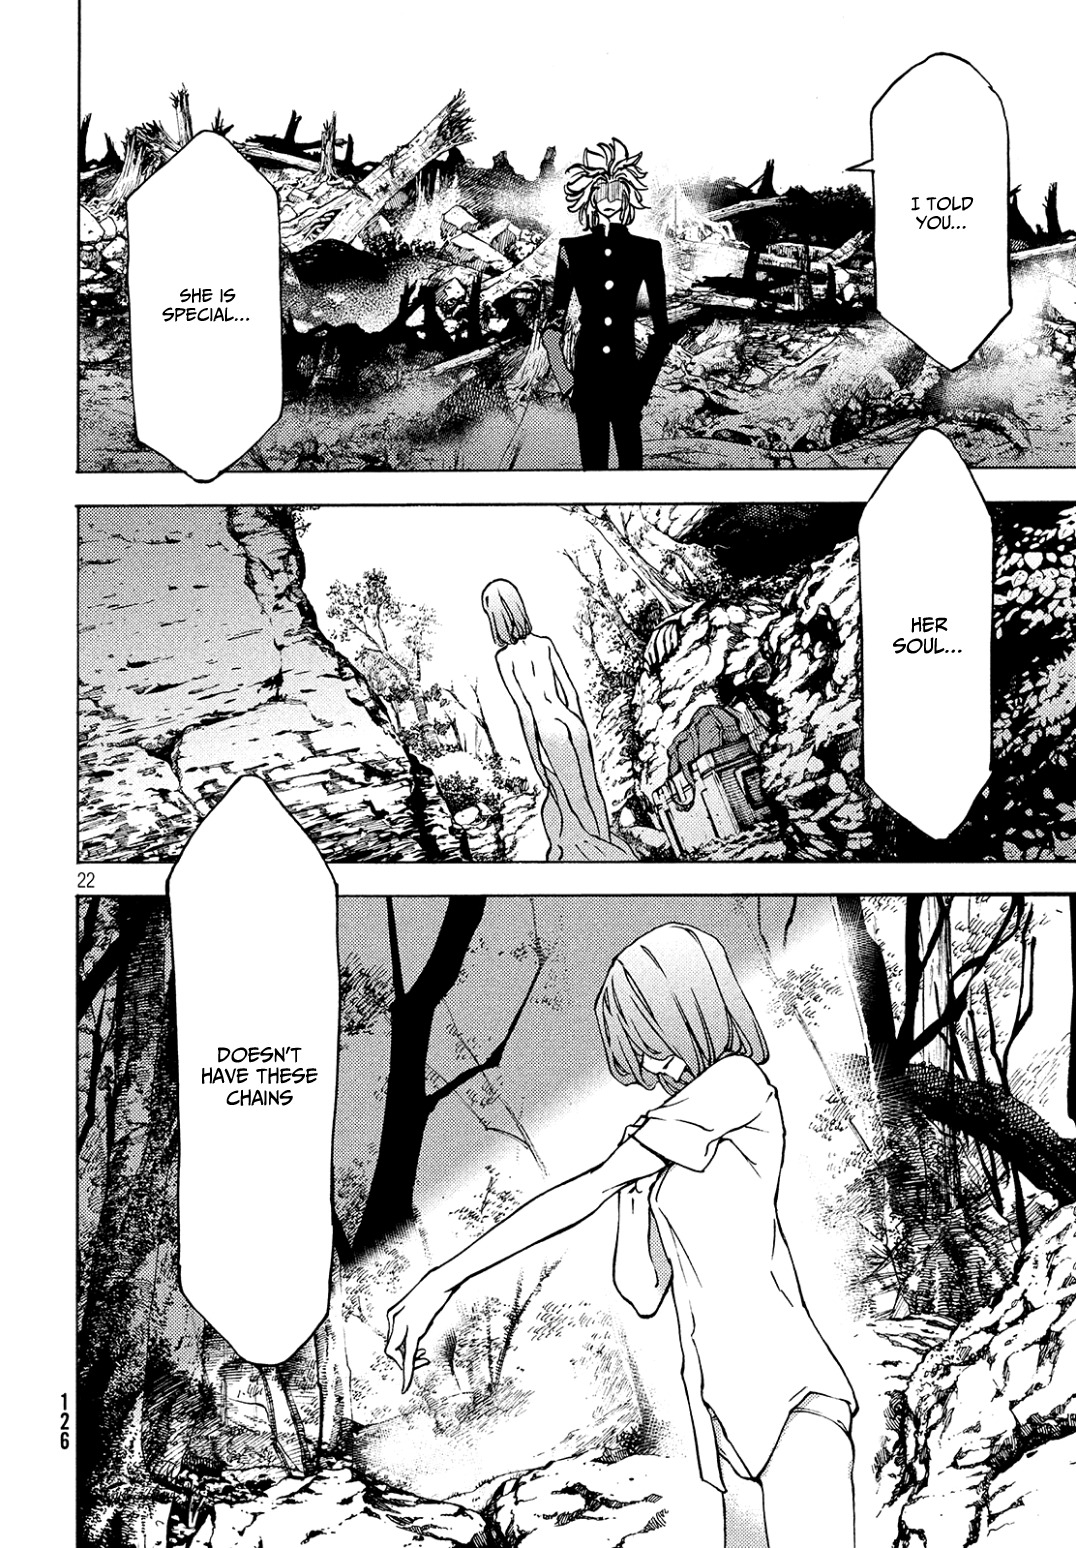 I TOLD
YOU...
SHE IS
SPECIAL...
HER
SOUL...
22
DOESN'T
HAVE THESE
CHAINS
126